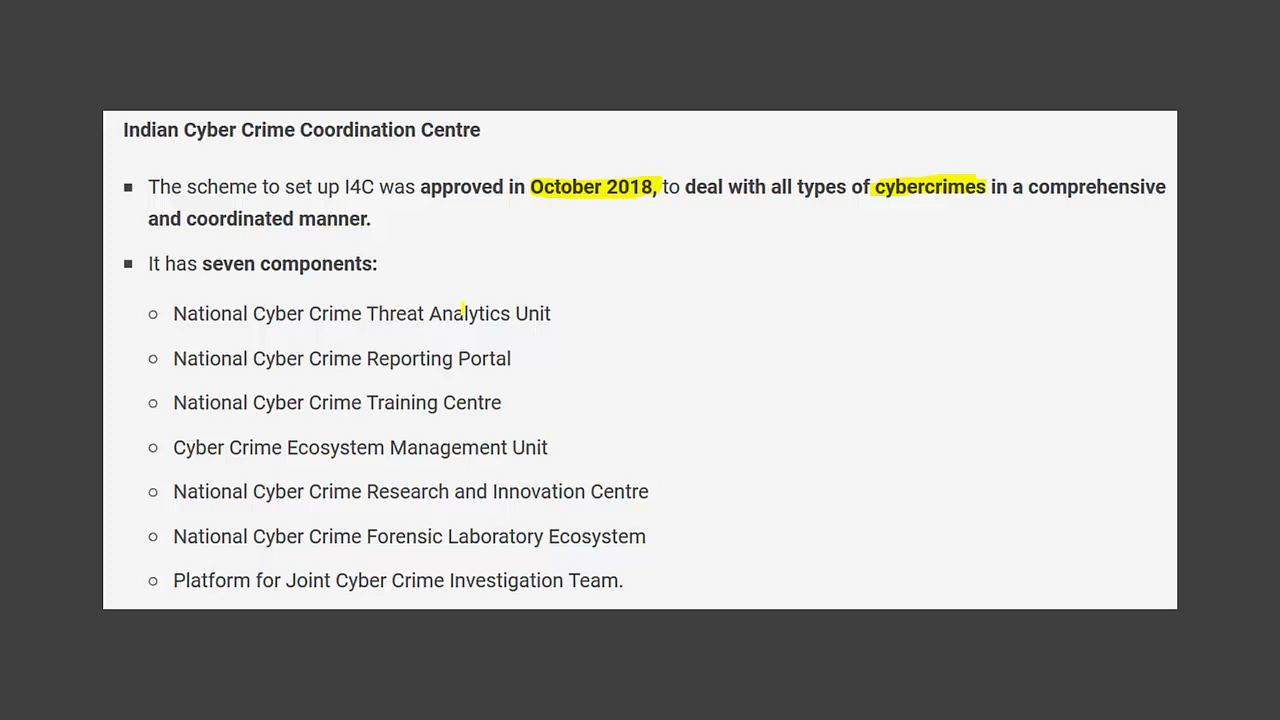 Indian Cyber Crime Coordination Centre
The scheme to set up I4C was approved in October 2018, to deal with all types of cybercrimes in a comprehensive
and coordinated manner.
It has seven components:
National Cyber Crime Threat Analytics Unit
National Cyber Crime Reporting Portal
National Cyber Crime Training Centre
Cyber Crime Ecosystem Management Unit
National Cyber Crime Research and Innovation Centre
National Cyber Crime Forensic Laboratory Ecosystem
Platform for Joint Cyber Crime Investigation Team.